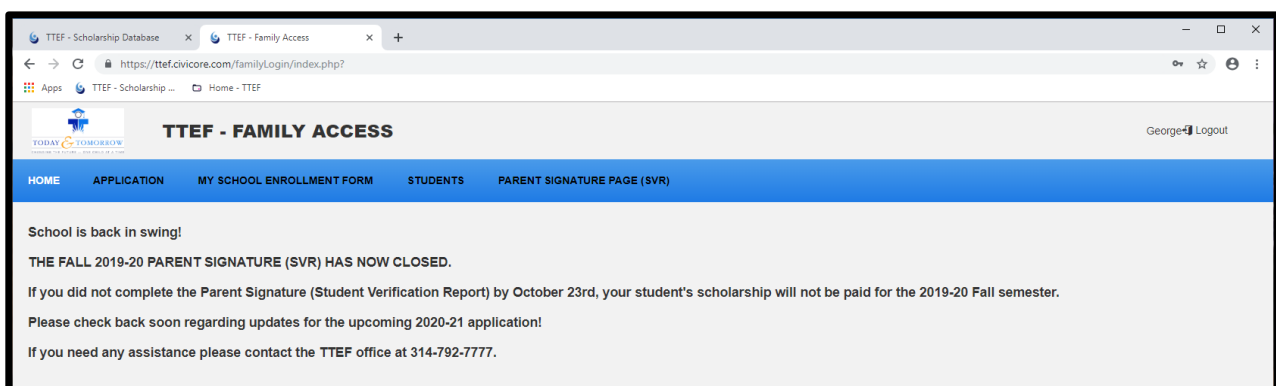 TTEF - Scholarship Database
TTEF - Family Access
https://ttef.civicore.com/familyLogin/index.php?
Apps
TTEF - Scholarship ...
Home - TTEF
TODAY & TOMORROW
TTEF - FAMILY ACCESS
George Logout
HOME
APPLICATION
MY SCHOOL ENROLLMENT FORM
STUDENTS
PARENT SIGNATURE PAGE (SVR)
School is back in swing!
THE FALL 2019-20 PARENT SIGNATURE (SVR) HAS NOW CLOSED.
If you did not complete the Parent Signature (Student Verification Report) by October 23rd, your student's scholarship will not be paid for the 2019-20 Fall semester.
Please check back soon regarding updates for the upcoming 2020-21 application!
If you need any assistance please contact the TTEF office at 314-792-7777.